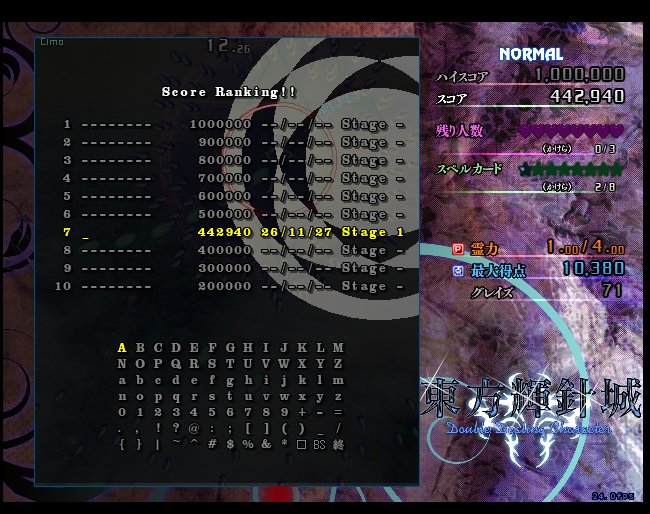 Cimo
12.26
Score Ranking!!
1 --------- 1000000 --/--/-- Stage -
2 --------- 900000 --/--/-- Stage -
3 --------- 800000 --/--/-- Stage -
4 --------- 700000 --/--/-- Stage -
5 --------- 600000 --/--/-- Stage -
6 --------- 500000 --/--/-- Stage -
7 _ 442940 26/11/27 Stage 1
8 --------- 400000 --/--/-- Stage -
9 --------- 300000 --/--/-- Stage -
10 --------- 200000 --/--/-- Stage -
A B C D E F G H I J K L M
N O P Q R S T U V W X Y Z
a b c d e f g h i j k l m
n o p q r s t u v w x y z
0 1 2 3 4 5 6 7 8 9 + - =
. , ! ? @ : ; [ ] ( ) _ /
{ } | ~ ^ # $ % & * □ BS 終
NORMAL
ハイスコア 1,000,000
スコア 442,940
残り人数
(かけら) 0/3
スペルカード
(かけら) 2/8
P 霊力 1.00/4.00
最大得点 10,380
グレイズ 71
東方輝針城
Double Dealing Character
24.0fps